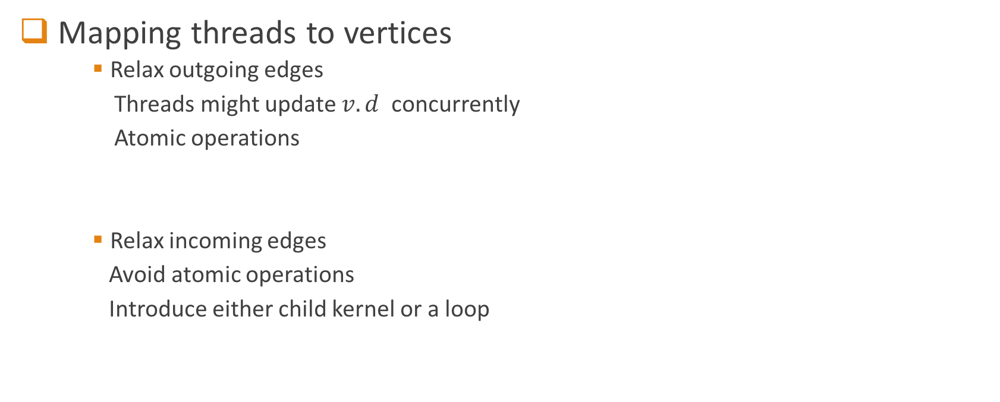 Mapping threads to vertices
Relax outgoing edges
Threads might update v.d concurrently
Atomic operations
Relax incoming edges
Avoid atomic operations
Introduce either child kernel or a loop